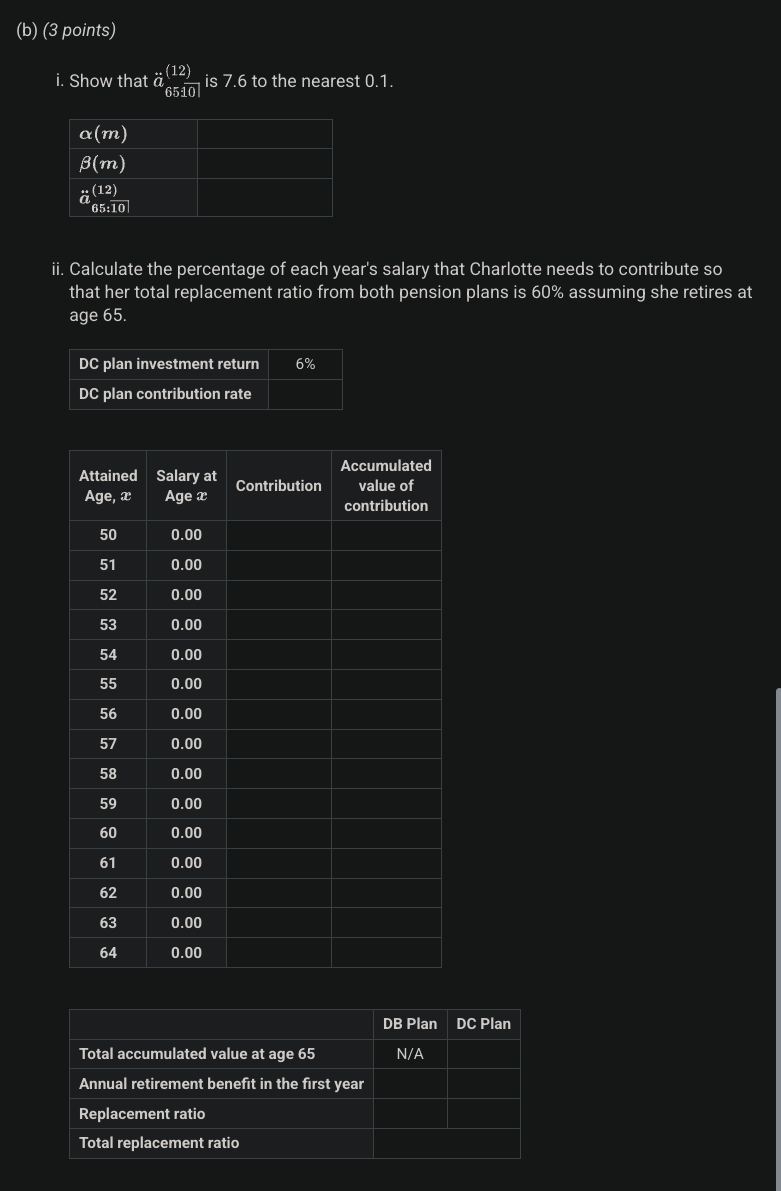 (b) (3 points)
i. Show that ä^{(12)}_{65:\overline{10}|} is 7.6 to the nearest 0.1.
α(m)
β(m)
ä^{(12)}_{65:\overline{10}|}
ii. Calculate the percentage of each year's salary that Charlotte needs to contribute so
that her total replacement ratio from both pension plans is 60% assuming she retires at
age 65.
DC plan investment return 6%
DC plan contribution rate
Attained Age, x Salary at Age x Contribution Accumulated value of contribution
50 0.00
51 0.00
52 0.00
53 0.00
54 0.00
55 0.00
56 0.00
57 0.00
58 0.00
59 0.00
60 0.00
61 0.00
62 0.00
63 0.00
64 0.00
DB Plan DC Plan
Total accumulated value at age 65 N/A
Annual retirement benefit in the first year
Replacement ratio
Total replacement ratio